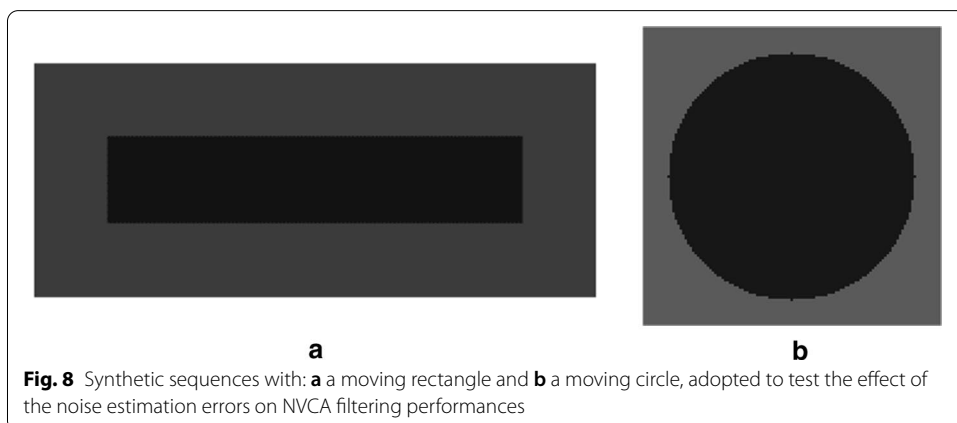 a
b
Fig. 8 Synthetic sequences with: a a moving rectangle and b a moving circle, adopted to test the effect of
the noise estimation errors on NVCA filtering performances